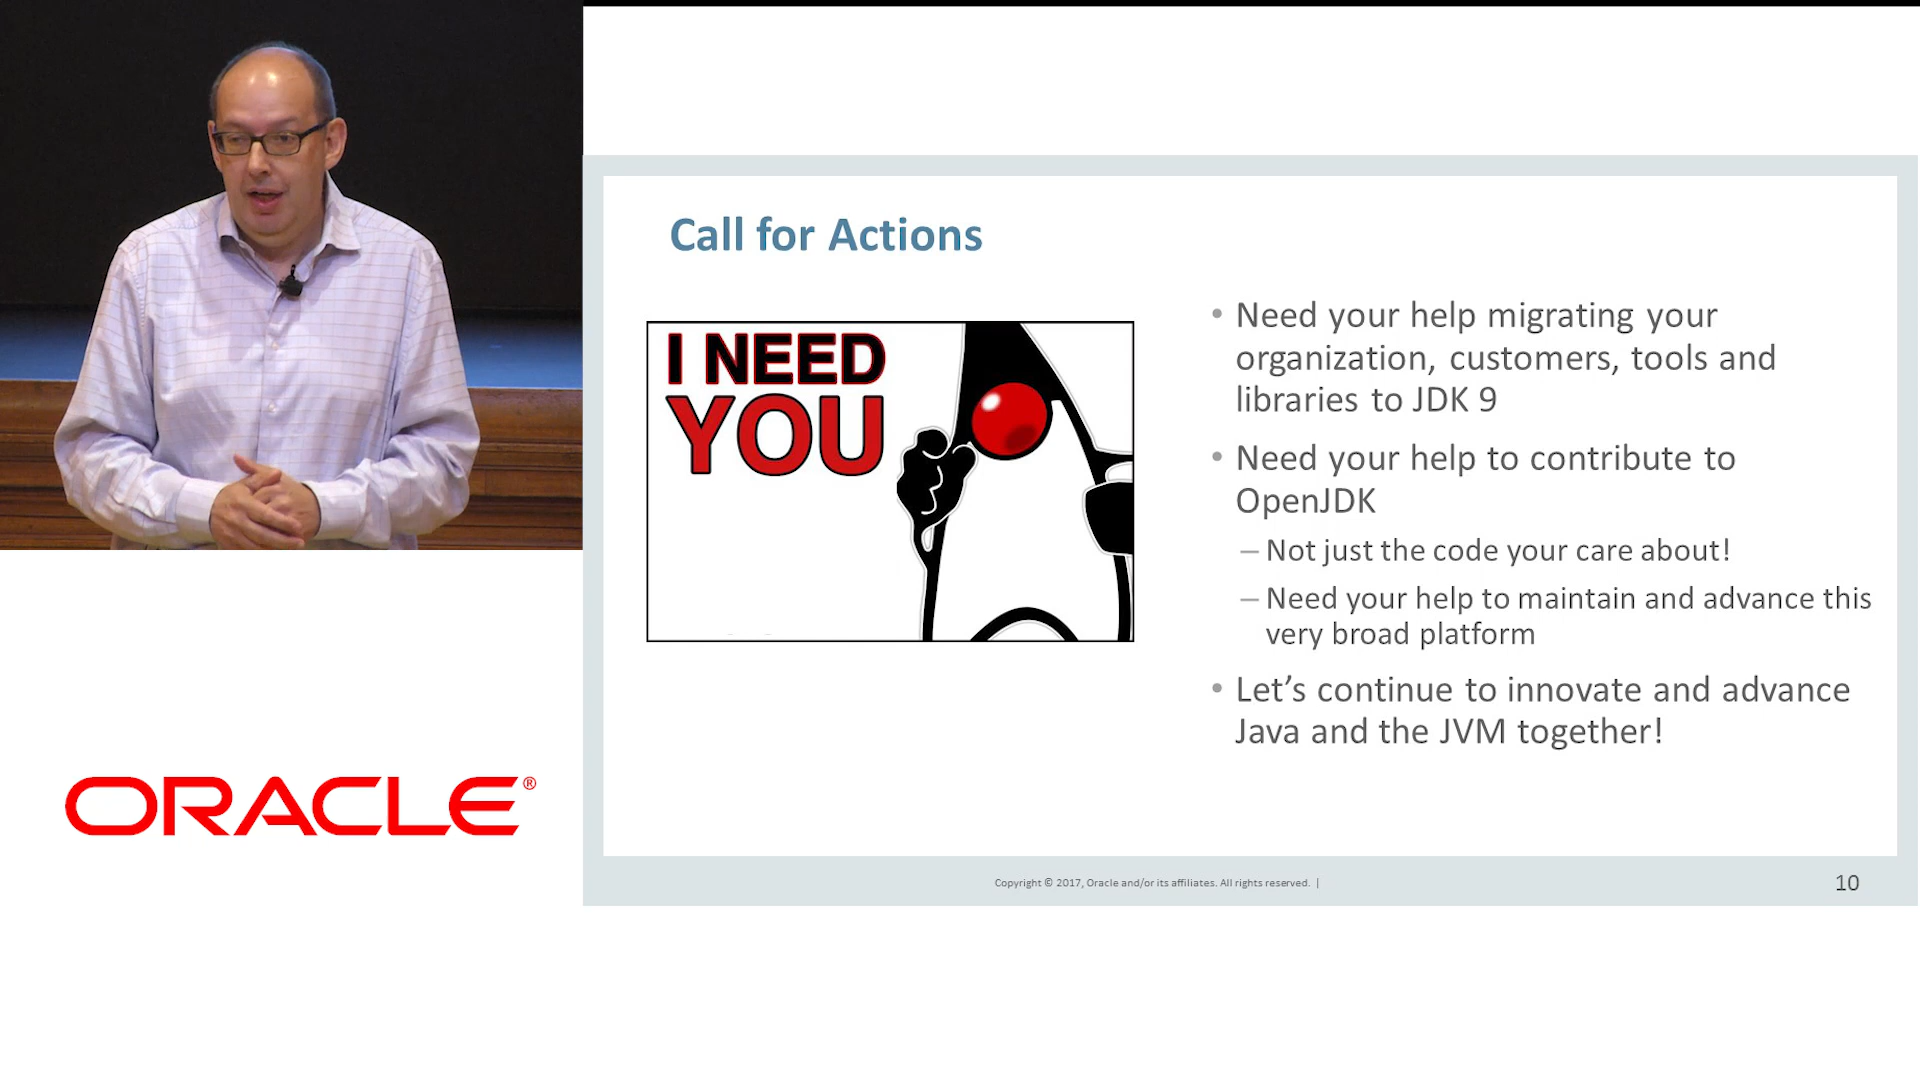 Call for Actions
I NEED
YOU
• Need your help migrating your
organization, customers, tools and
libraries to JDK 9
• Need your help to contribute to
OpenJDK
– Not just the code your care about!
– Need your help to maintain and advance this
very broad platform
• Let’s continue to innovate and advance
Java and the JVM together!
ORACLE®
Copyright © 2017, Oracle and/or its affiliates. All rights reserved. |
10